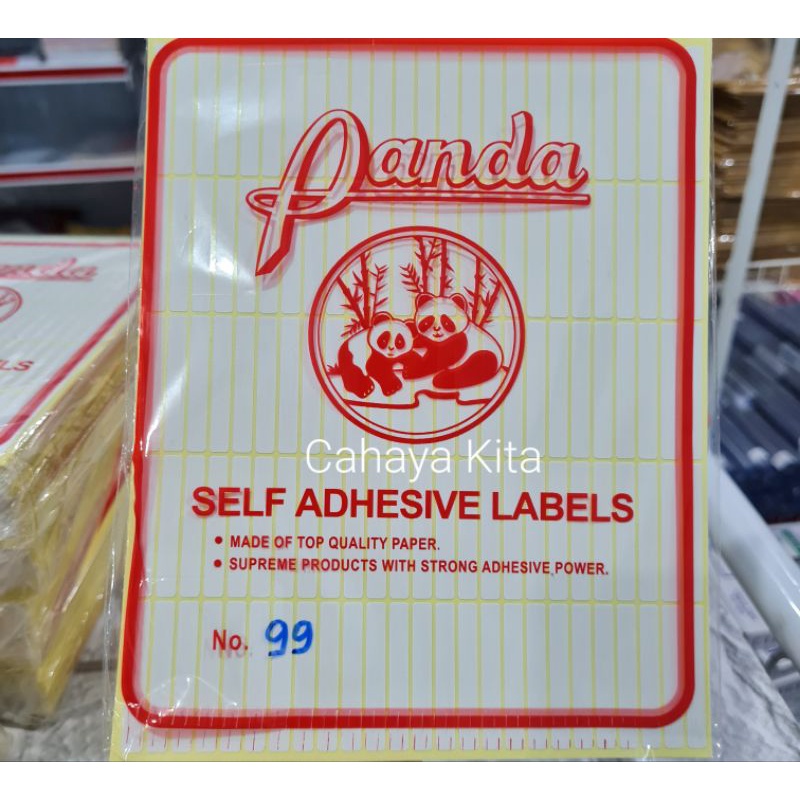 Panda
Cahaya Kita
SELF ADHESIVE LABELS
• MADE OF TOP QUALITY PAPER.
• SUPREME PRODUCTS WITH STRONG ADHESIVE POWER.
No. 99